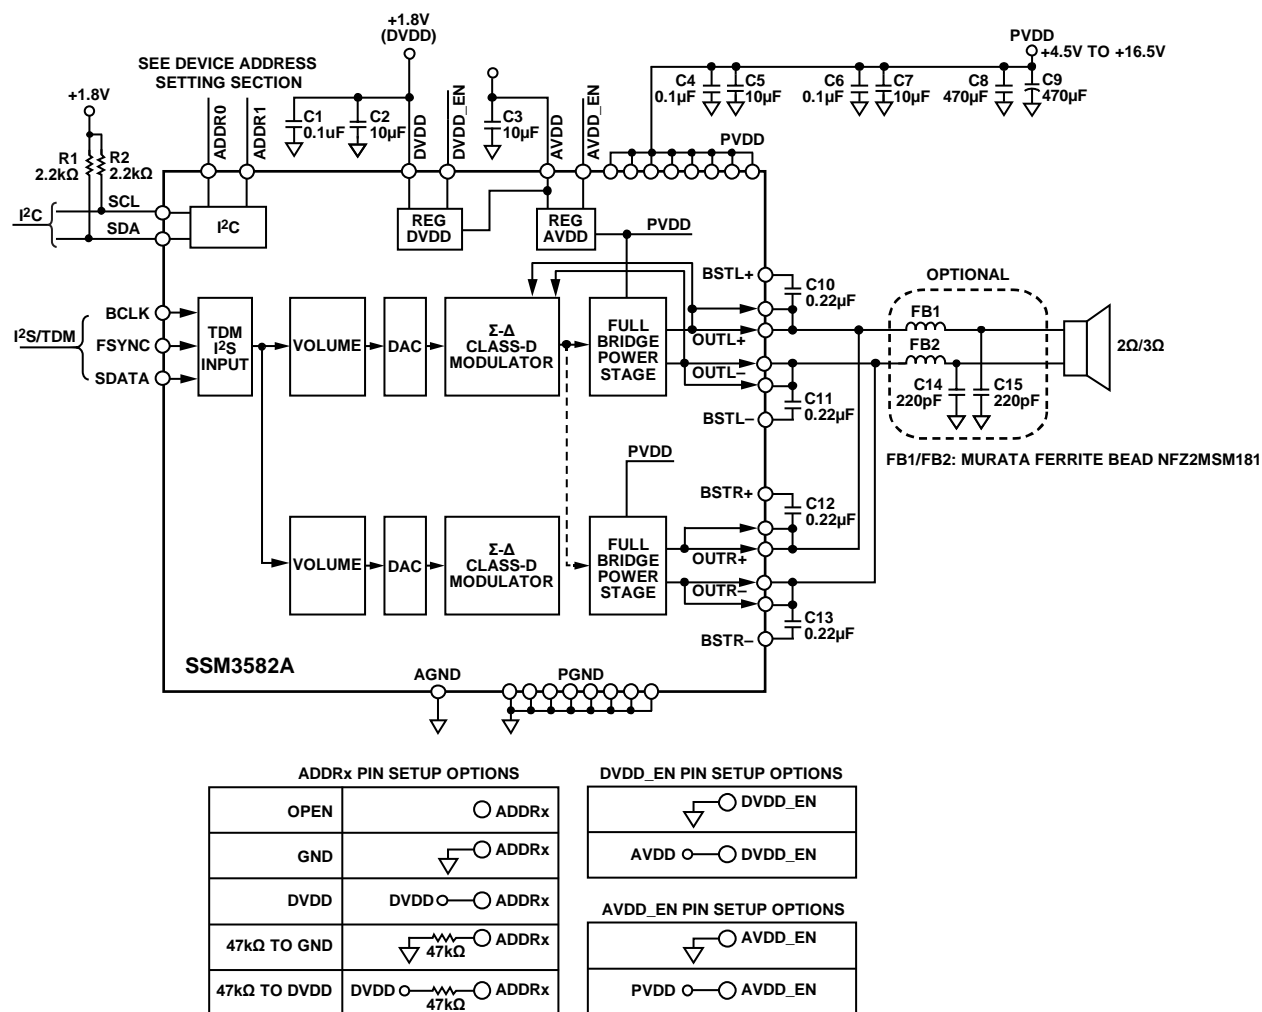 +1.8V
(DVDD)
PVDD
+4.5V TO +16.5V
SEE DEVICE ADDRESS
SETTING SECTION
+1.8V
ADDR0
ADDR1
C1
0.1uF
C2
10µF
DVDD
DVDD_EN
C3
10µF
AVDD
AVDD_EN
C4
0.1µF
C5
10µF
C6
0.1µF
C7
10µF
C8
470µF
C9
470µF
PVDD
R1
2.2kΩ
R2
2.2kΩ
I²C
SCL
SDA
I²C
REG
DVDD
REG
AVDD
PVDD
BSTL+
C10
0.22µF
OPTIONAL
I²S/TDM
BCLK
FSYNC
SDATA
TDM
I²S
INPUT
VOLUME
DAC
Σ-Δ
CLASS-D
MODULATOR
FULL
BRIDGE
POWER
STAGE
OUTL+
OUTL–
FB1
FB2
2Ω/3Ω
C14
220pF
C15
220pF
C11
0.22µF
BSTL–
FB1/FB2: MURATA FERRITE BEAD NFZ2MSM181
PVDD
BSTR+
C12
0.22µF
VOLUME
DAC
Σ-Δ
CLASS-D
MODULATOR
FULL
BRIDGE
POWER
STAGE
OUTR+
OUTR–
C13
0.22µF
BSTR–
SSM3582A
AGND
PGND
ADDRx PIN SETUP OPTIONS
OPEN ADDRx
GND ADDRx
DVDD DVDD ADDRx
47kΩ TO GND 47kΩ ADDRx
47kΩ TO DVDD DVDD 47kΩ ADDRx
DVDD_EN PIN SETUP OPTIONS
DVDD_EN
AVDD DVDD_EN
AVDD_EN PIN SETUP OPTIONS
AVDD_EN
PVDD AVDD_EN